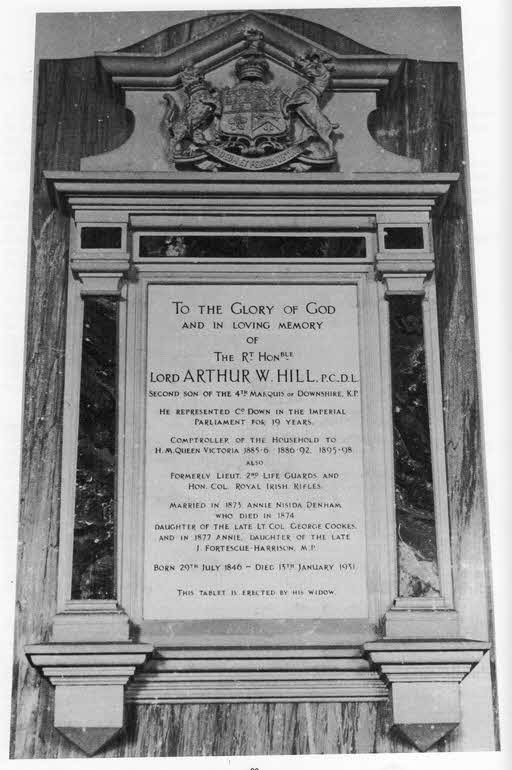 To the Glory of God
and in loving memory
of
The Rt Honble
Lord ARTHUR W. HILL, P.C. D.L.
Second son of the 4th Marquis of Downshire, K.P.
He represented Co Down in the Imperial
Parliament for 19 years.
Comptroller of the Household to
H.M. Queen Victoria 1885-6 1886-92, 1895-98
also
Formerly Lieut. 2nd Life Guards and
Hon. Col. Royal Irish Rifles.
Married in 1873, Annie Nisida Denham
who died in 1874
daughter of the late Lt Col. George Cookes,
and in 1877 Annie, daughter of the late
J. Fortescue-Harrison, M.P.
Born 29th July 1846 – Died 13th January 1931
This tablet is erected by his widow.